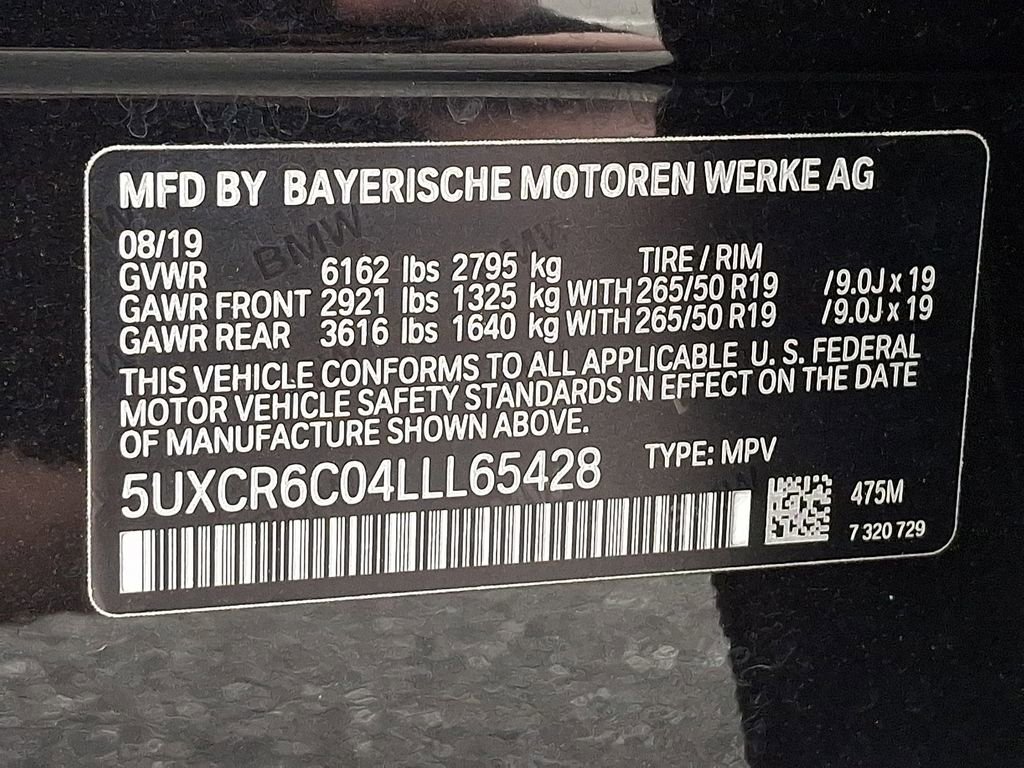 MFD BY BAYERISCHE MOTOREN WERKE AG
08/19
GVWR 6162 lbs 2795 kg TIRE / RIM
GAWR FRONT 2921 lbs 1325 kg WITH 265/50 R19 /9.0J x 19
GAWR REAR 3616 lbs 1640 kg WITH 265/50 R19 /9.0J x 19
THIS VEHICLE CONFORMS TO ALL APPLICABLE U. S. FEDERAL
MOTOR VEHICLE SAFETY STANDARDS IN EFFECT ON THE DATE
OF MANUFACTURE SHOWN ABOVE.
5UXCR6C04LLL65428 TYPE: MPV
475M
7 320 729
BMW